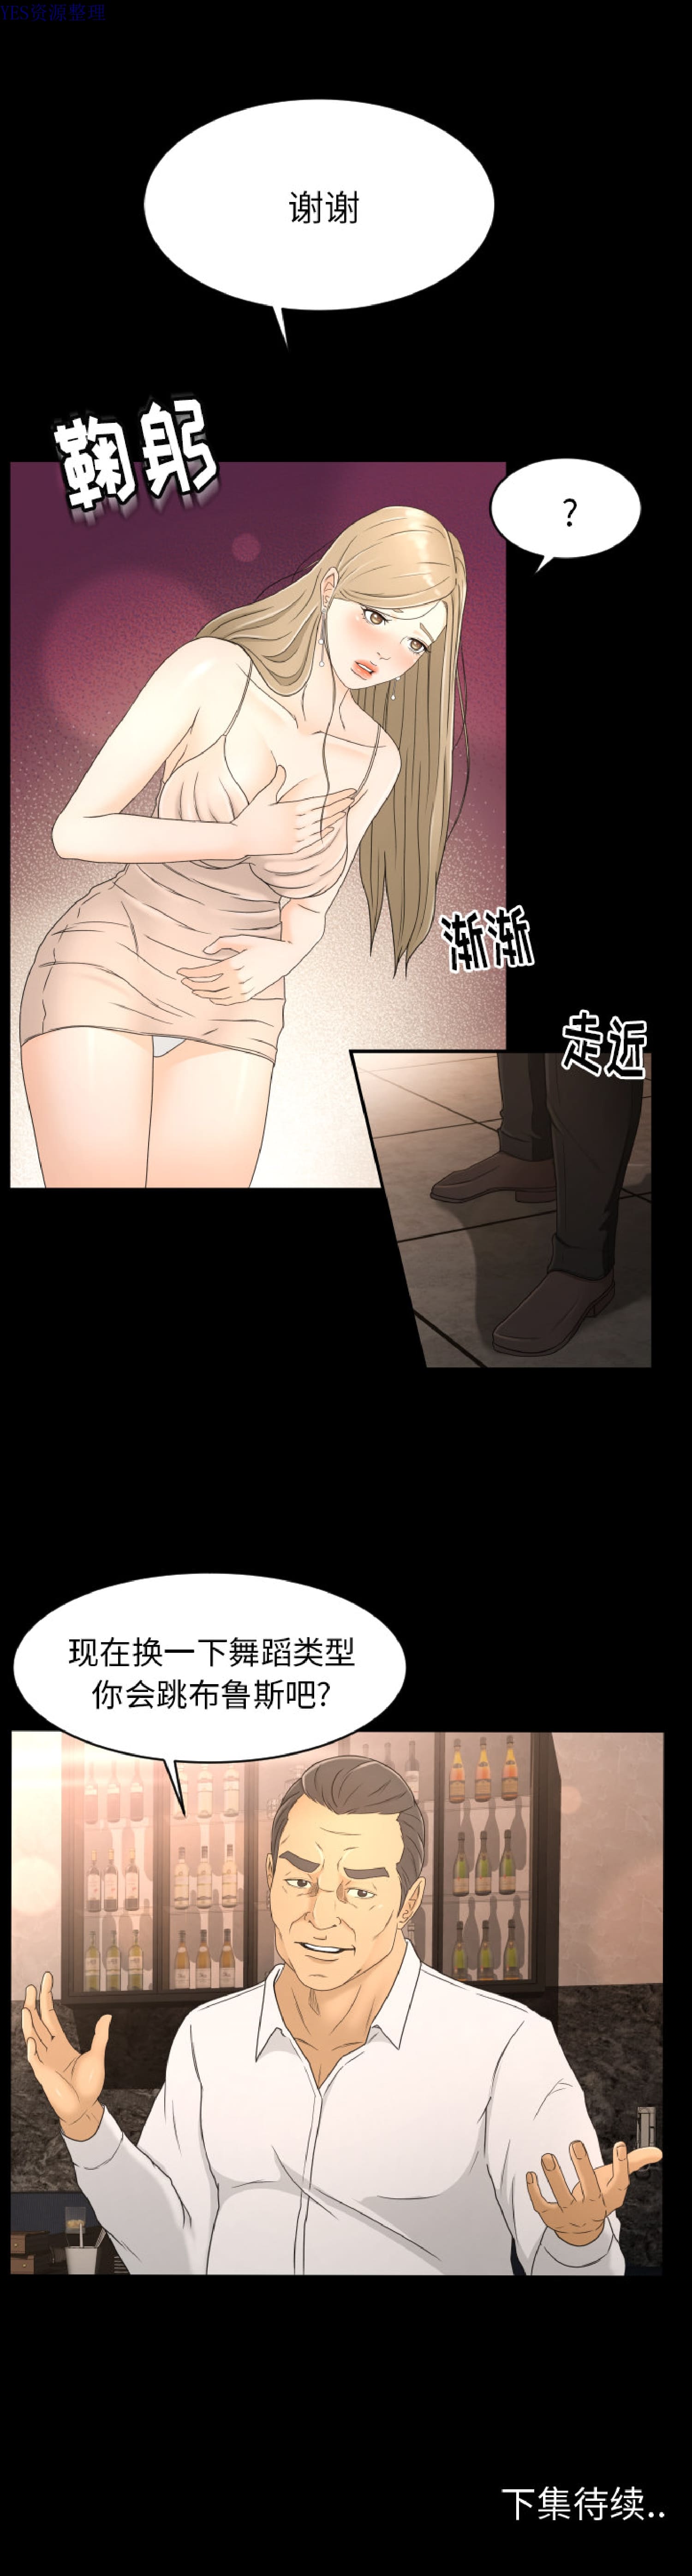 YES资源整理
谢谢
鞠躬
?
渐渐
走近
现在换一下舞蹈类型
你会跳布鲁斯吧?
下集待续..